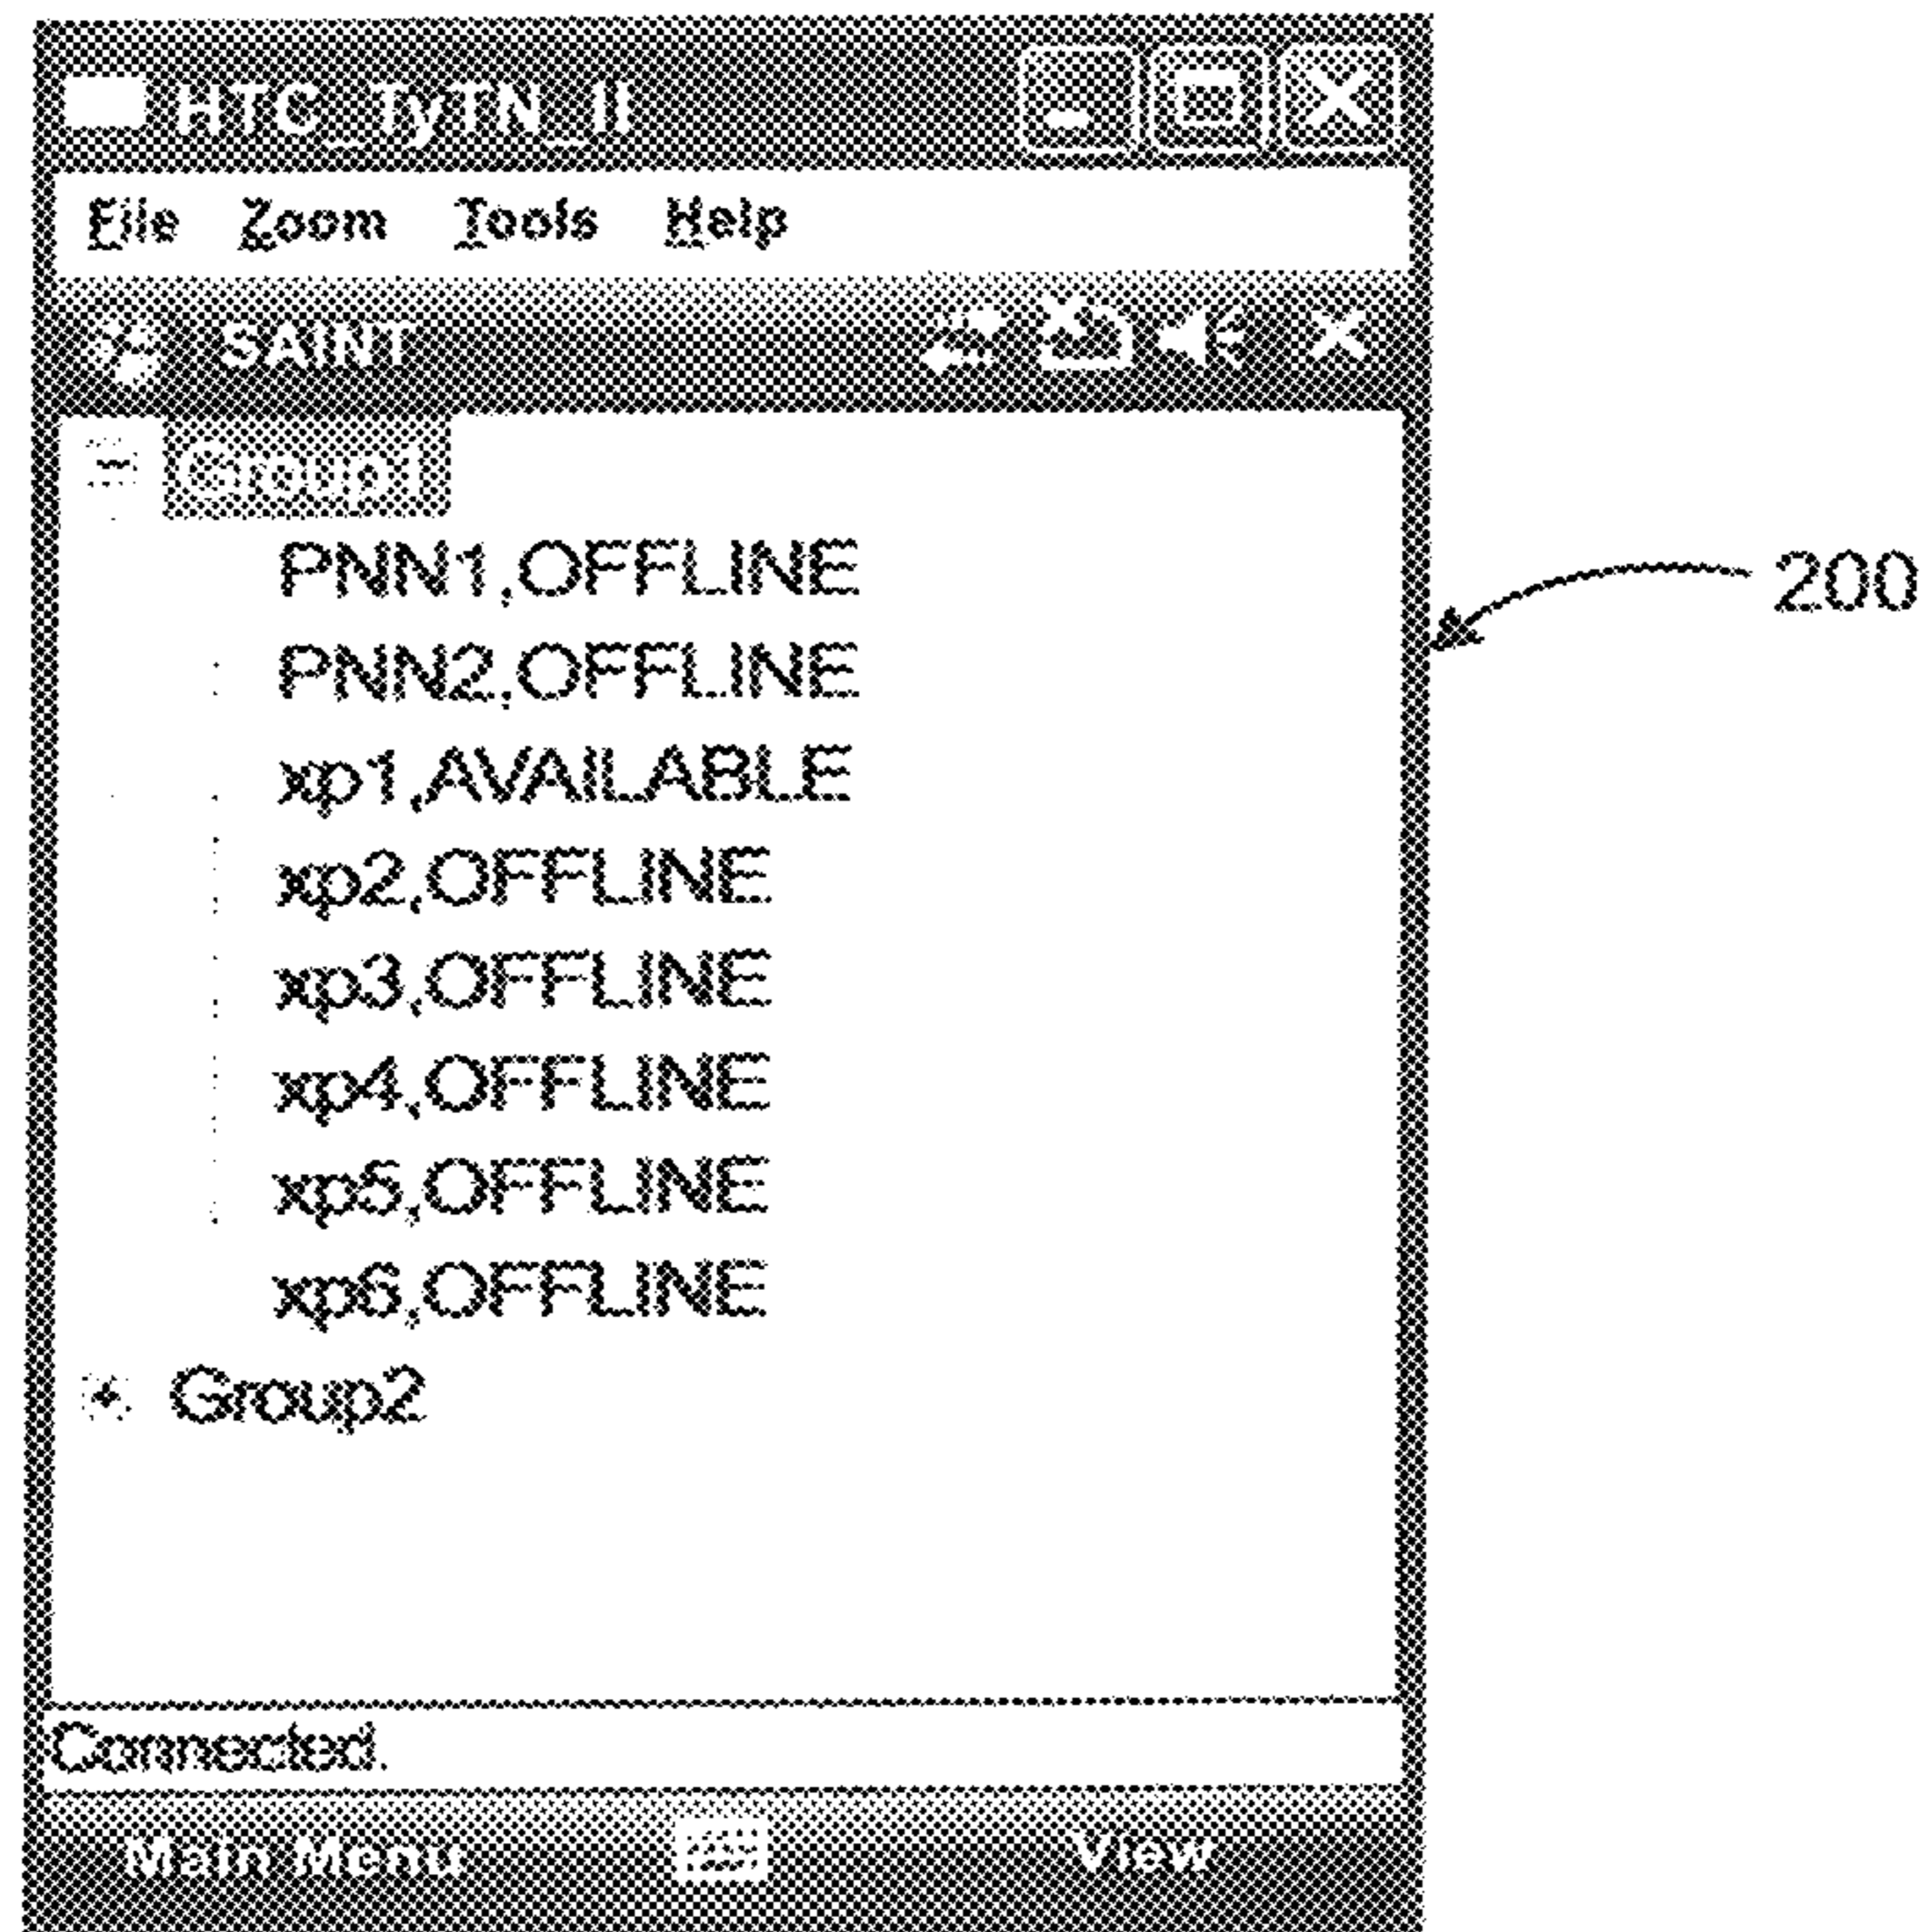 HTC_TyTN_II
File Zoom Tools Help
SAINT
Group1
PNN1,OFFLINE
PNN2,OFFLINE
xp1,AVAILABLE
xp2,OFFLINE
xp3,OFFLINE
xp4,OFFLINE
xp5,OFFLINE
xp6,OFFLINE
Group2
Connected.
Main Menu View
200